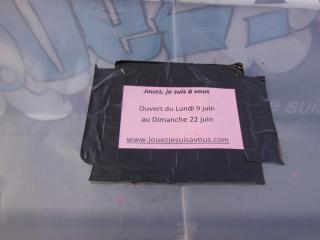 Jouez, je suis à vous
Ouvert du Lundi 9 juin
au Dimanche 22 juin
www.jouezjesuisavous.com